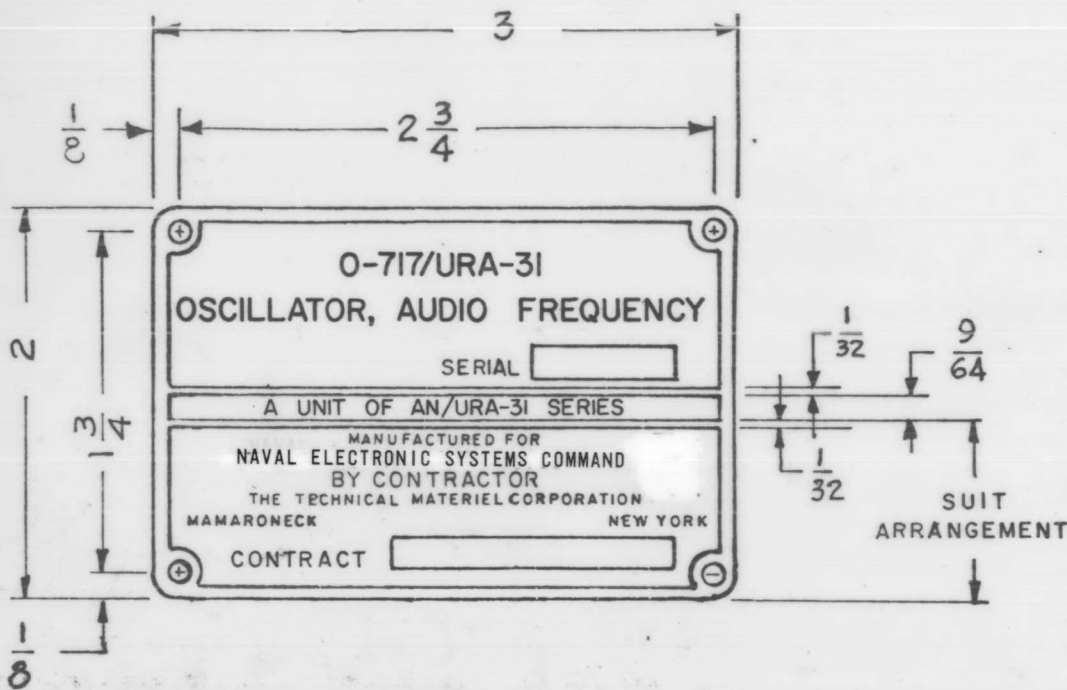 3
1/8
2 3/4
2
1 3/4
1/8
O-717/URA-31
OSCILLATOR, AUDIO FREQUENCY
SERIAL
A UNIT OF AN/URA-31 SERIES
MANUFACTURED FOR
NAVAL ELECTRONIC SYSTEMS COMMAND
BY CONTRACTOR
THE TECHNICAL MATERIEL CORPORATION
MAMARONECK NEW YORK
CONTRACT
1/32
9/64
1/32
SUIT
ARRANGEMENT